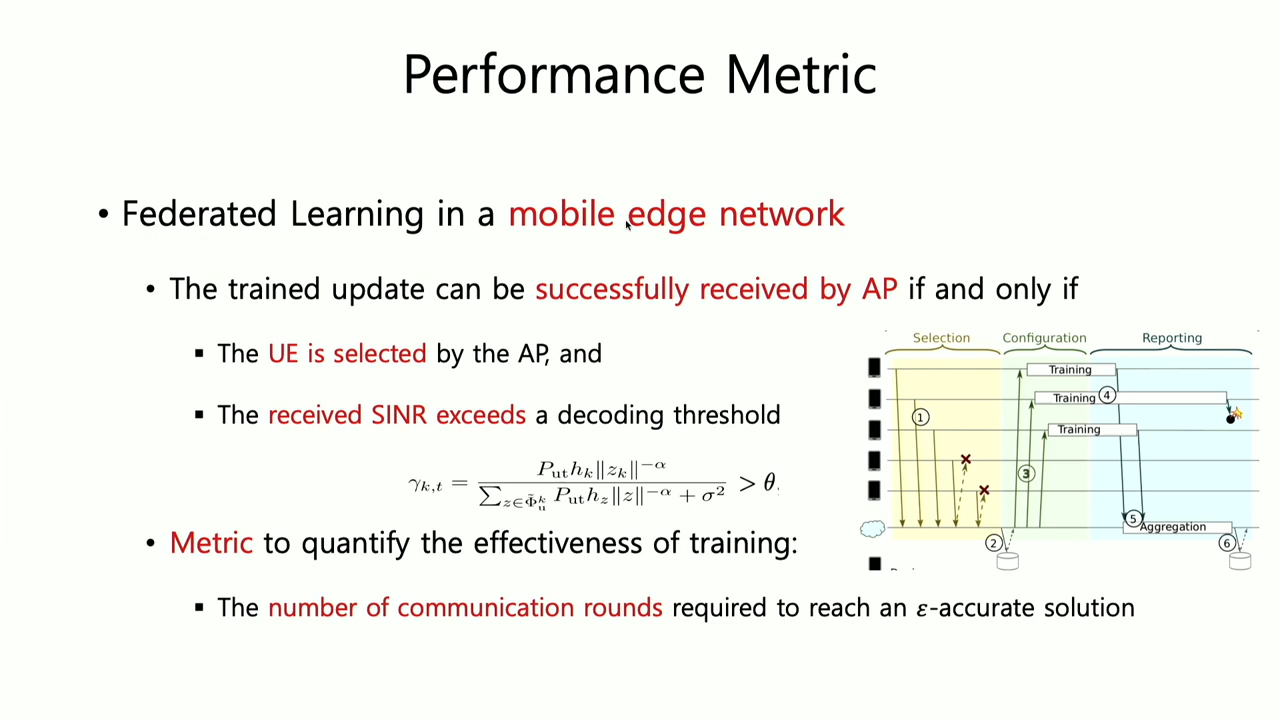 Performance Metric
• Federated Learning in a mobile edge network
• The trained update can be successfully received by AP if and only if
▪ The UE is selected by the AP, and
▪ The received SINR exceeds a decoding threshold
γ_{k,t} = \frac{P_{ut} h_k \|z_k\|^{-α}}{\sum_{z∈\tilde{Φ}_u^k} P_{ut} h_z \|z\|^{-α} + σ^2} > θ.
• Metric to quantify the effectiveness of training:
▪ The number of communication rounds required to reach an ε-accurate solution
Selection Configuration Reporting
Training
Training ④
①
Training
③
⑤ Aggregation
② ⑥